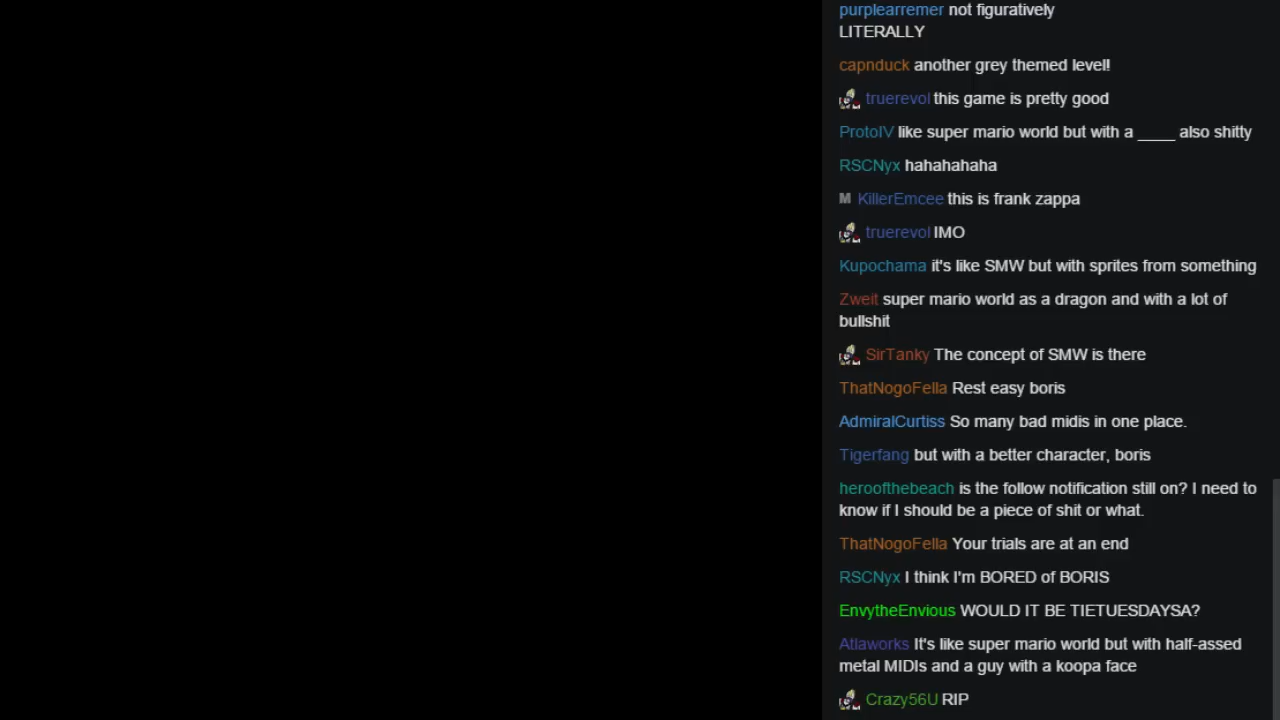 purplearremer not figuratively
LITERALLY
capnduck another grey themed level!
truerevol this game is pretty good
ProtoIV like super mario world but with a ____ also shitty
RSCNyx hahahahaha
M KillerEmcee this is frank zappa
truerevol IMO
Kupochama it's like SMW but with sprites from something
Zweit super mario world as a dragon and with a lot of
bullshit
SirTanky The concept of SMW is there
ThatNogoFella Rest easy boris
AdmiralCurtiss So many bad midis in one place.
Tigerfang but with a better character, boris
heroofthebeach is the follow notification still on? I need to
know if I should be a piece of shit or what.
ThatNogoFella Your trials are at an end
RSCNyx I think I'm BORED of BORIS
EnvytheEnvious WOULD IT BE TIETUESDAYSA?
Atlaworks It's like super mario world but with half-assed
metal MIDIs and a guy with a koopa face
Crazy56U RIP